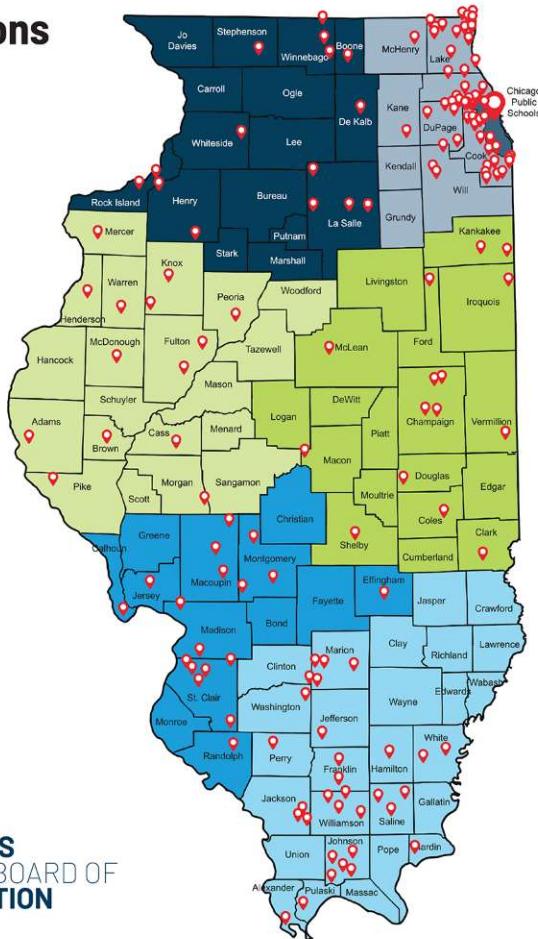 ons
Jo
Davies
Stephenson
Winnebago
Boone
McHenry
Lake
Carroll
Ogle
Kane
De Kalb
DuPage
Chicago
Public
Schools
Whiteside
Lee
Cook
Kendall
Will
Rock Island
Henry
Bureau
La Salle
Grundy
Putnam
Kankakee
Mercer
Stark
Marshall
Knox
Livingston
Warren
Peoria
Woodford
Iroquois
Henderson
McDonough
Fulton
Tazewell
McLean
Ford
Hancock
Mason
Schuyler
DeWitt
Logan
Champaign
Adams
Cass
Menard
Piatt
Vermillion
Brown
Macon
Pike
Morgan
Sangamon
Douglas
Scott
Moultrie
Edgar
Christian
Coles
Calhoun
Greene
Shelby
Clark
Montgomery
Cumberland
Macoupin
Jersey
Effingham
Fayette
Jasper
Crawford
Madison
Bond
Clay
Clinton
Marion
Richland
Lawrence
St. Clair
Wabash
Edwards
Washington
Wayne
Monroe
Jefferson
Randolph
White
Perry
Franklin
Hamilton
Jackson
Gallatin
Williamson
Saline
Union
Johnson
Pope
Hardin
S
BOARD OF
TION
Alexander
Pulaski
Massac